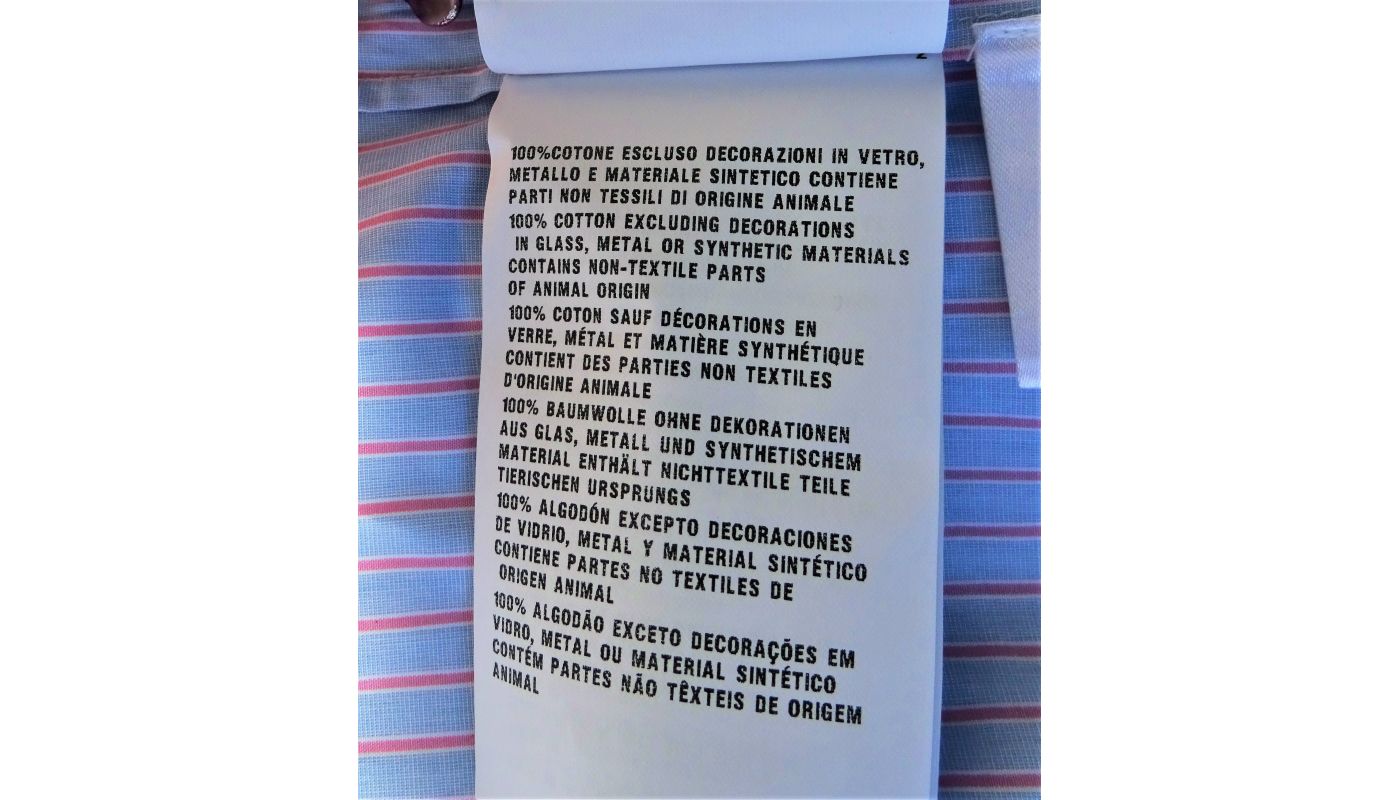 2
100%COTONE ESCLUSO DECORAZIONI IN VETRO,
METALLO E MATERIALE SINTETICO CONTIENE
PARTI NON TESSILI DI ORIGINE ANIMALE
100% COTTON EXCLUDING DECORATIONS
IN GLASS, METAL OR SYNTHETIC MATERIALS
CONTAINS NON-TEXTILE PARTS
OF ANIMAL ORIGIN
100% COTON SAUF DÉCORATIONS EN
VERRE, MÉTAL ET MATIÈRE SYNTHÉTIQUE
CONTIENT DES PARTIES NON TEXTILES
D'ORIGINE ANIMALE
100% BAUMWOLLE OHNE DEKORATIONEN
AUS GLAS, METALL UND SYNTHETISCHEM
MATERIAL ENTHÄLT NICHTTEXTILE TEILE
TIERISCHEN URSPRUNGS
100% ALGODÓN EXCEPTO DECORACIONES
DE VIDRIO, METAL Y MATERIAL SINTÉTICO
CONTIENE PARTES NO TEXTILES DE
ORIGEN ANIMAL
100% ALGODÃO EXCETO DECORAÇÕES EM
VIDRO, METAL OU MATERIAL SINTÉTICO
CONTÉM PARTES NÃO TÊXTEIS DE ORIGEM
ANIMAL